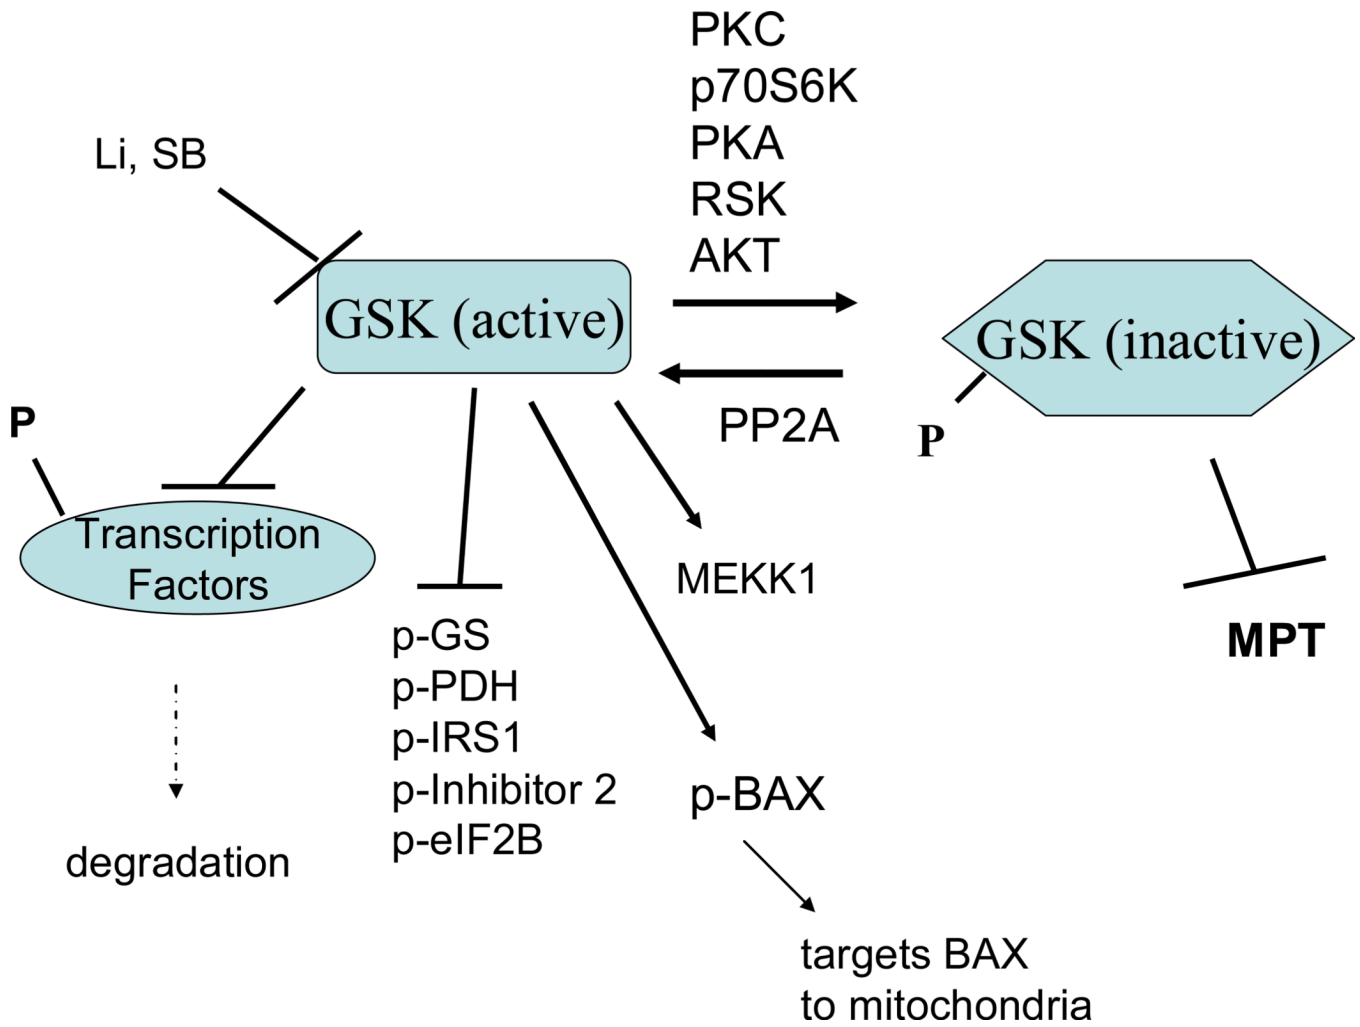 PKC
p70S6K
PKA
RSK
AKT
Li, SB
GSK (active)
GSK (inactive)
P
PP2A
P
Transcription
Factors
MEKK1
MPT
p-GS
p-PDH
p-IRS1
p-Inhibitor 2
p-eIF2B
p-BAX
degradation
targets BAX
to mitochondria